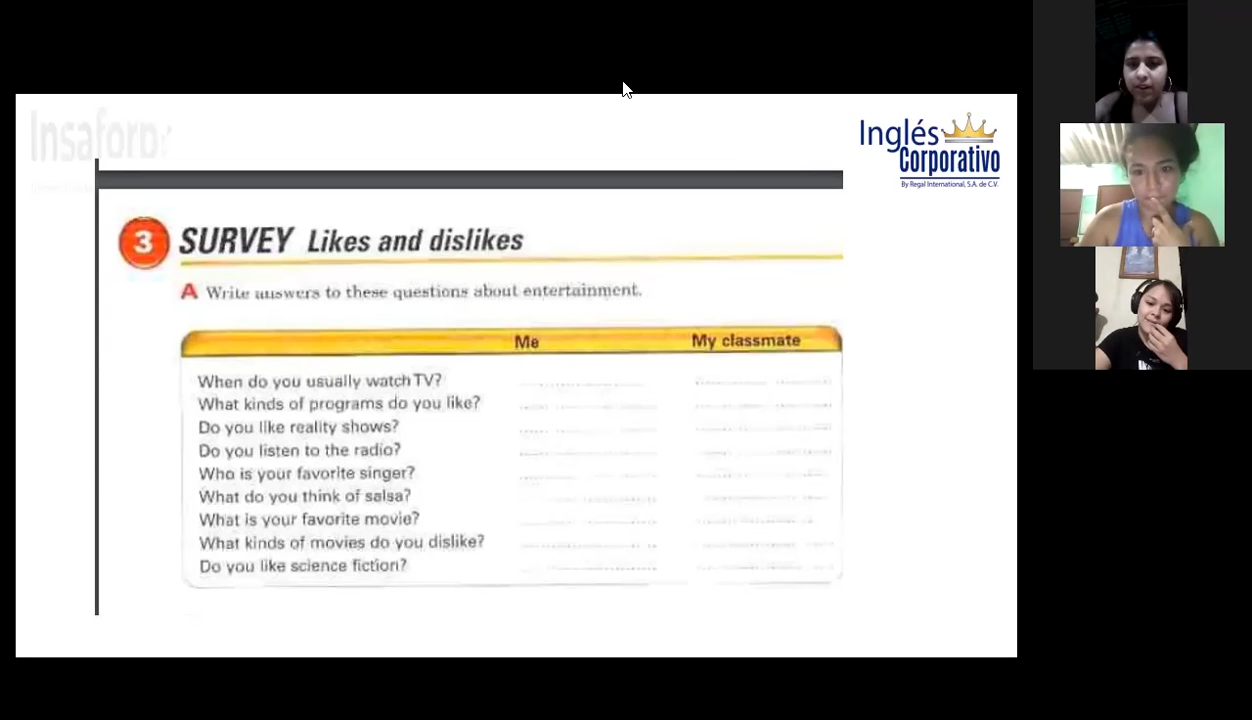 Insaforp
Inglés
Corporativo
By Regal International, S.A. de C.V.
3 SURVEY Likes and dislikes
A Write answers to these questions about entertainment.
Me My classmate
When do you usually watch TV?
What kinds of programs do you like?
Do you like reality shows?
Do you listen to the radio?
Who is your favorite singer?
What do you think of salsa?
What is your favorite movie?
What kinds of movies do you dislike?
Do you like science fiction?